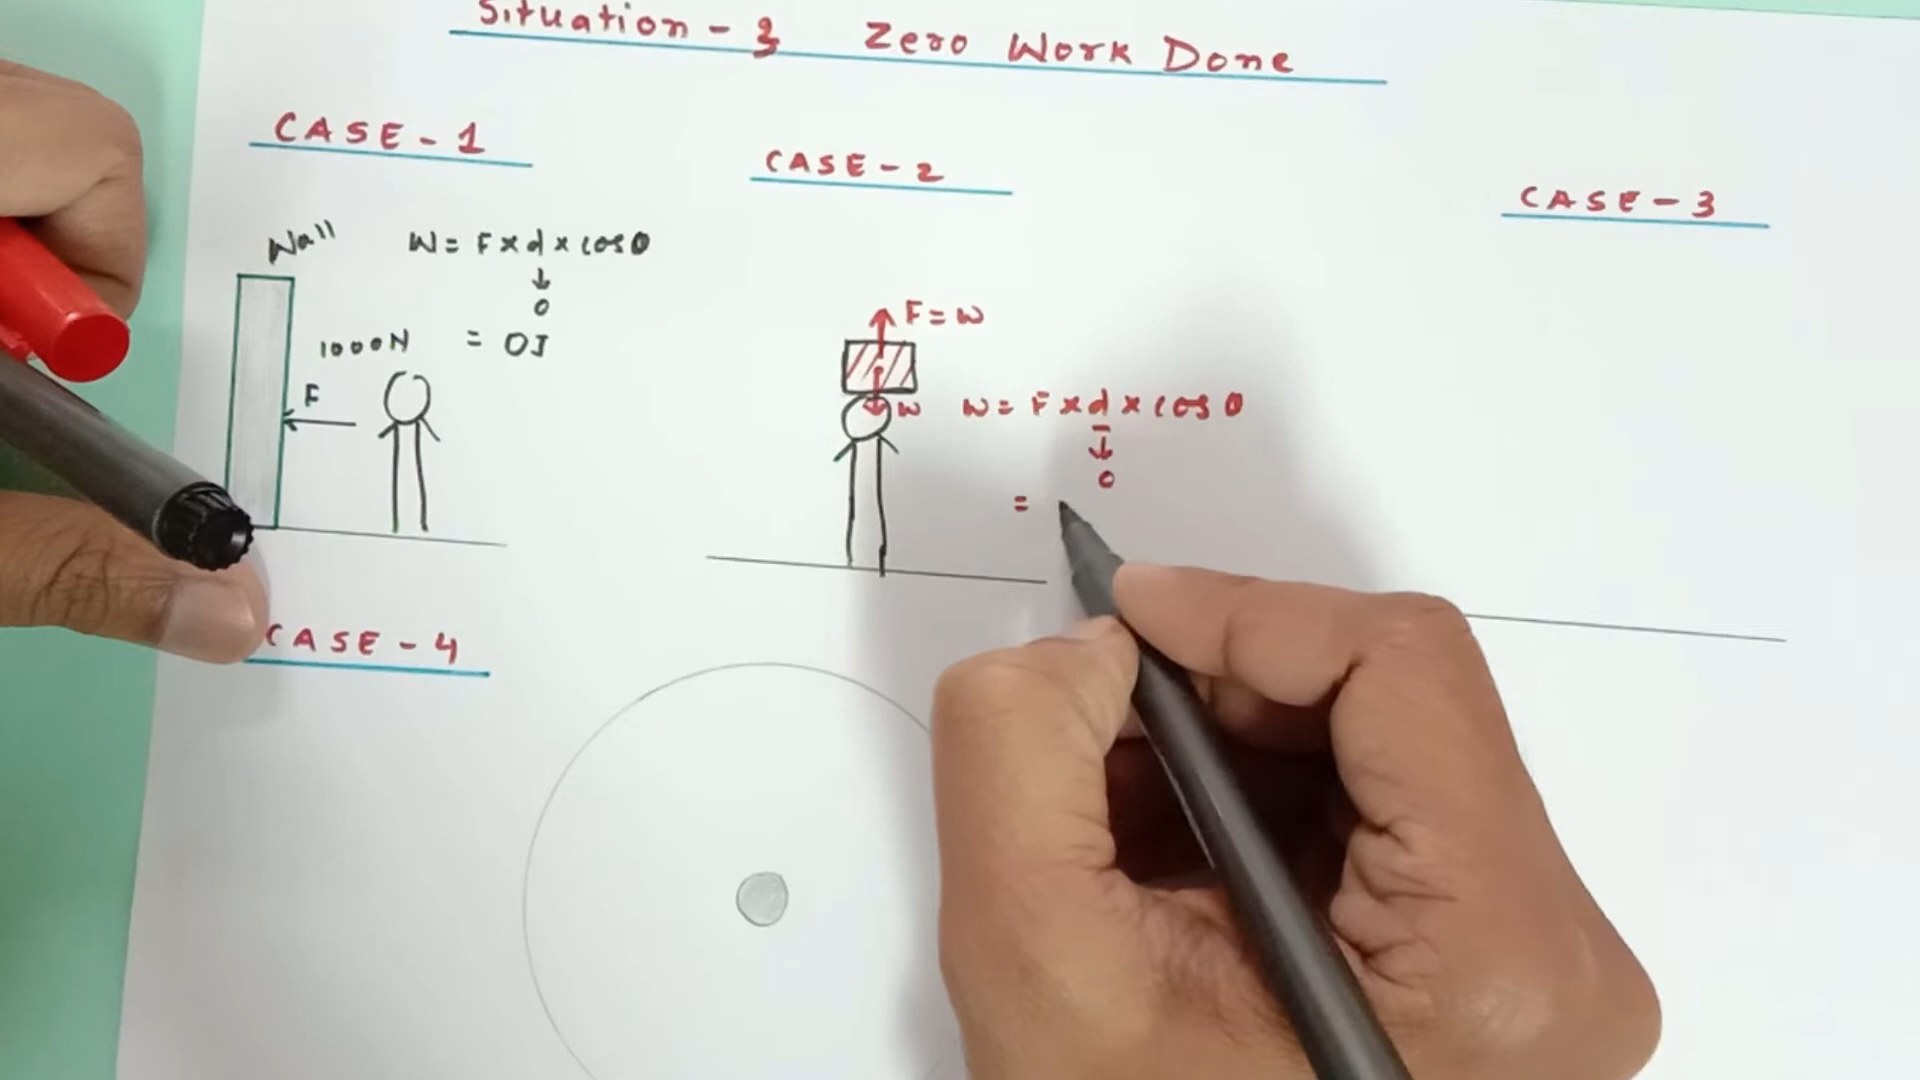 Situation - 3 Zero Work Done
CASE - 1
CASE - 2
CASE - 3
Wall
W = F × d × cos θ
↓
0
1000N
= 0J
F
F = W
W
W = F × d × cos θ
↓
0
=
CASE - 4